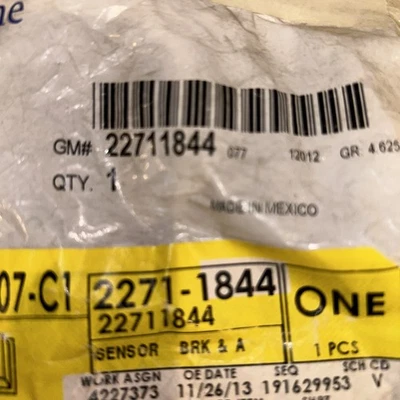 ne
GM# 22711844 077 12012 GR. 4.625
QTY. 1
MADE IN MEXICO
07-C1 2271-1844 ONE
22711844
SENSOR BRK & A 1 PCS
WORK ASGN OE DATE SEQ SCH CD
4227373 11/26/13 191629953 V